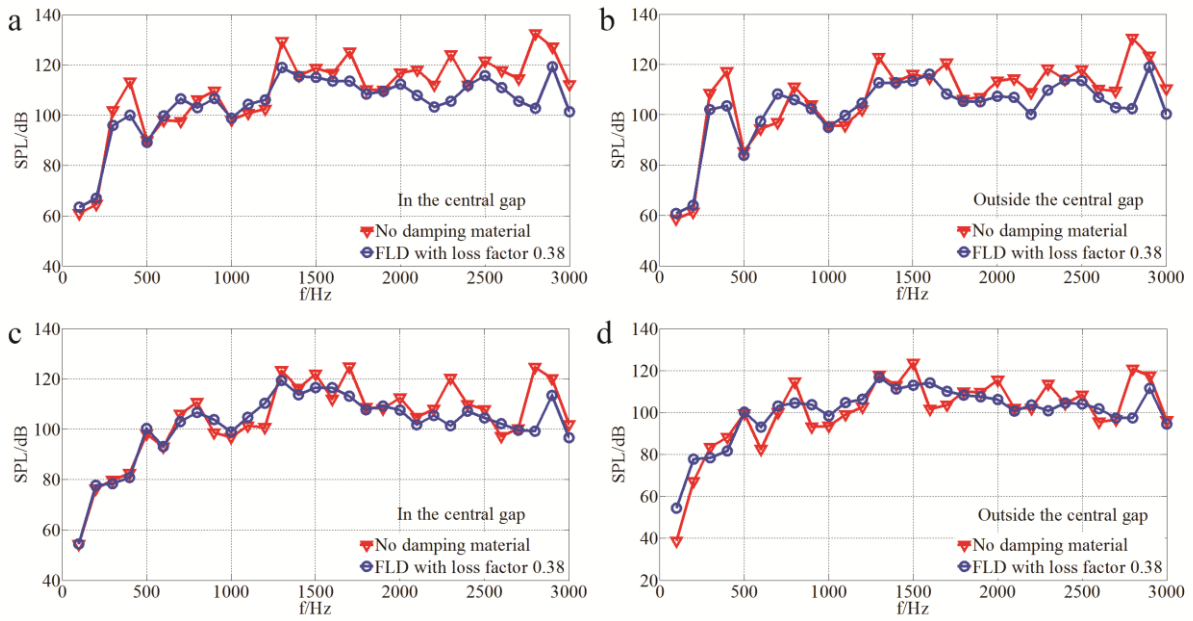 a
140
120
100
80
60
40
SPL/dB
In the central gap
No damping material
FLD with loss factor 0.38
0 500 1000 1500 2000 2500 3000
f/Hz
b
140
120
100
80
60
40
SPL/dB
Outside the central gap
No damping material
FLD with loss factor 0.38
0 500 1000 1500 2000 2500 3000
f/Hz
c
140
120
100
80
60
40
SPL/dB
In the central gap
No damping material
FLD with loss factor 0.38
0 500 1000 1500 2000 2500 3000
f/Hz
d
140
120
100
80
60
40
20
SPL/dB
Outside the central gap
No damping material
FLD with loss factor 0.38
0 500 1000 1500 2000 2500 3000
f/Hz